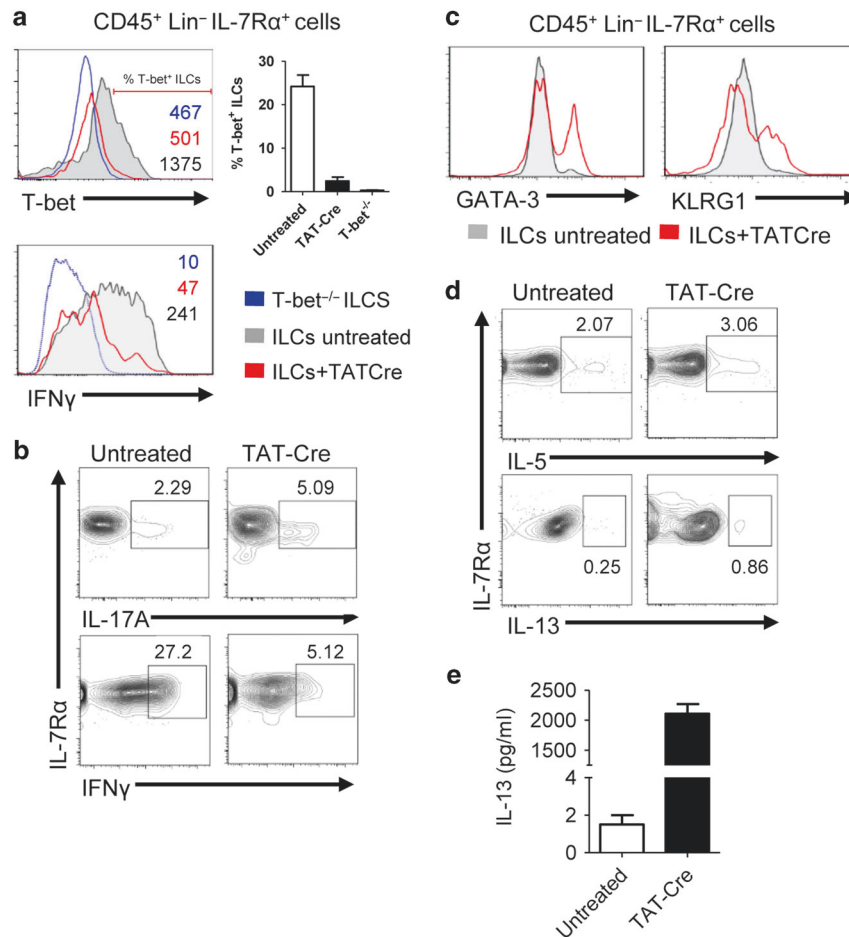 a
CD45⁺ Lin⁻ IL-7Rα⁺ cells
% T-bet⁺ ILCs
467
501
1375
T-bet
% T-bet⁺ ILCs
30
20
10
0
Untreated
TAT-Cre
T-bet⁻/⁻
10
47
241
IFNγ
T-bet⁻/⁻ ILCS
ILCs untreated
ILCs+TATCre
b
Untreated
TAT-Cre
2.29
5.09
IL-17A
27.2
5.12
IL-7Rα
IFNγ
c
CD45⁺ Lin⁻ IL-7Rα⁺ cells
GATA-3
KLRG1
ILCs untreated
ILCs+TATCre
d
Untreated
TAT-Cre
2.07
3.06
IL-5
0.25
0.86
IL-7Rα
IL-13
e
IL-13 (pg/ml)
2500
2000
1500
4
2
0
Untreated
TAT-Cre